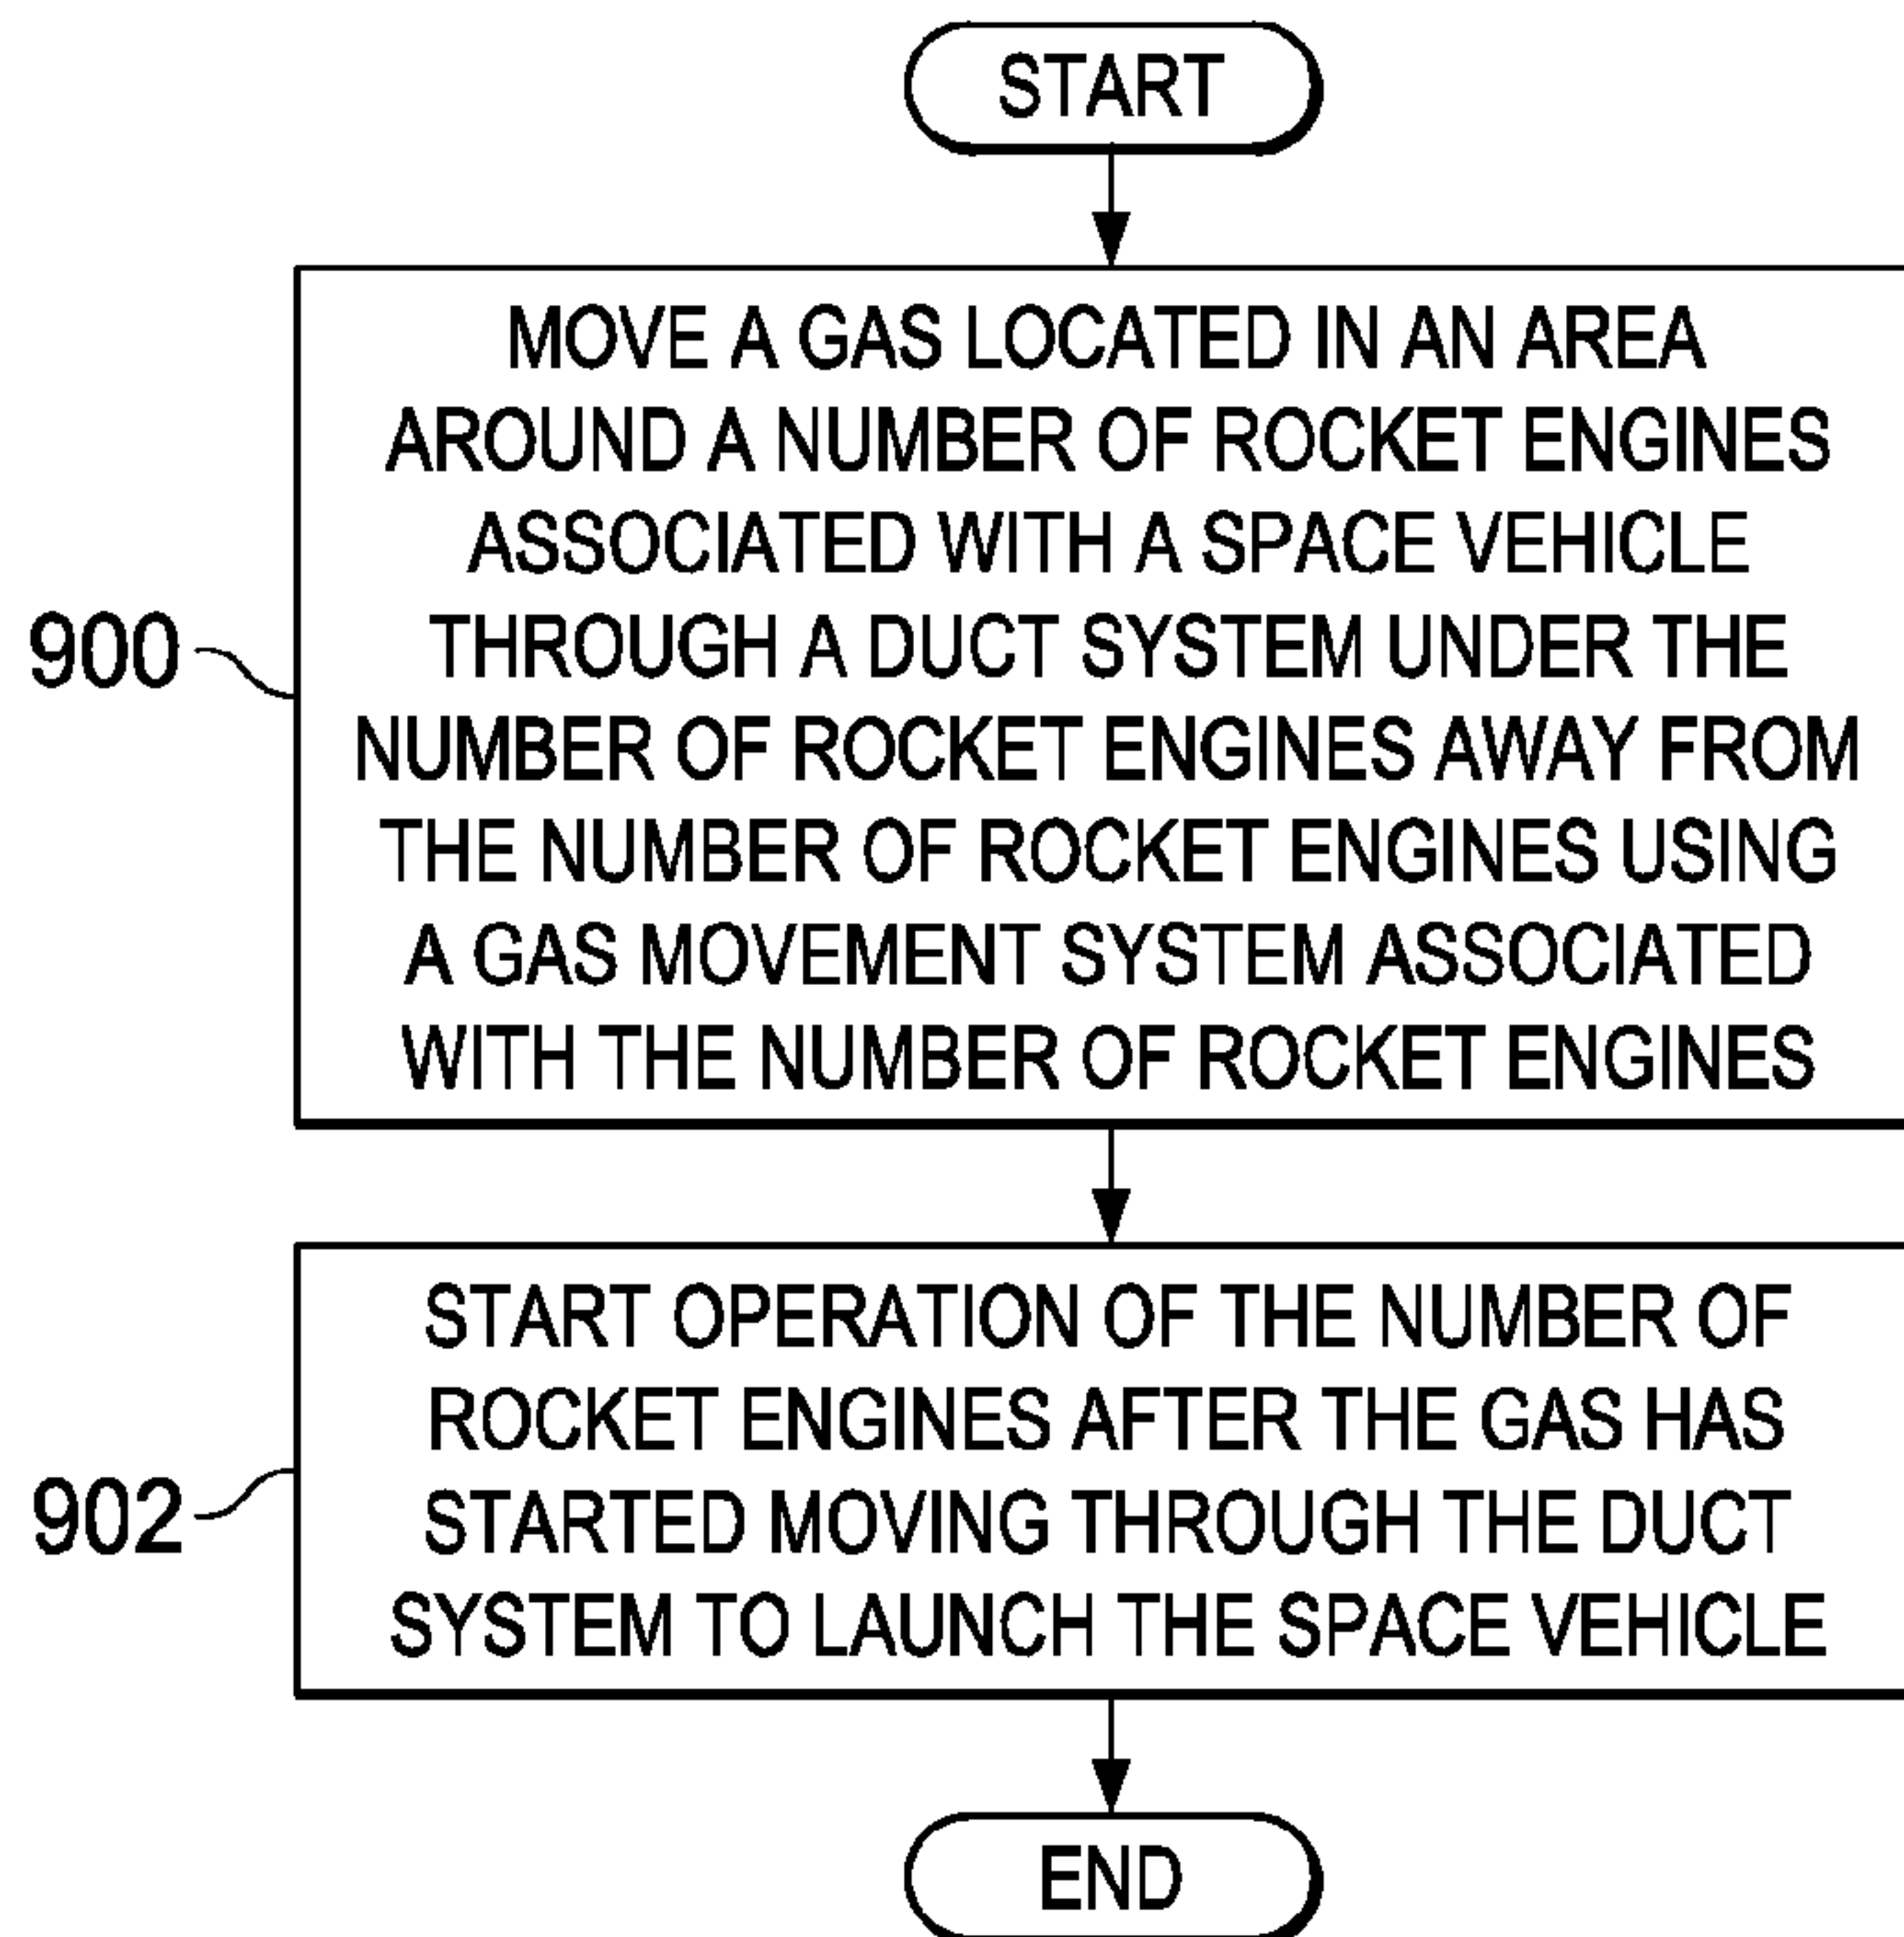 START
MOVE A GAS LOCATED IN AN AREA
AROUND A NUMBER OF ROCKET ENGINES
ASSOCIATED WITH A SPACE VEHICLE
THROUGH A DUCT SYSTEM UNDER THE
NUMBER OF ROCKET ENGINES AWAY FROM
THE NUMBER OF ROCKET ENGINES USING
A GAS MOVEMENT SYSTEM ASSOCIATED
WITH THE NUMBER OF ROCKET ENGINES
900
START OPERATION OF THE NUMBER OF
ROCKET ENGINES AFTER THE GAS HAS
STARTED MOVING THROUGH THE DUCT
SYSTEM TO LAUNCH THE SPACE VEHICLE
902
END